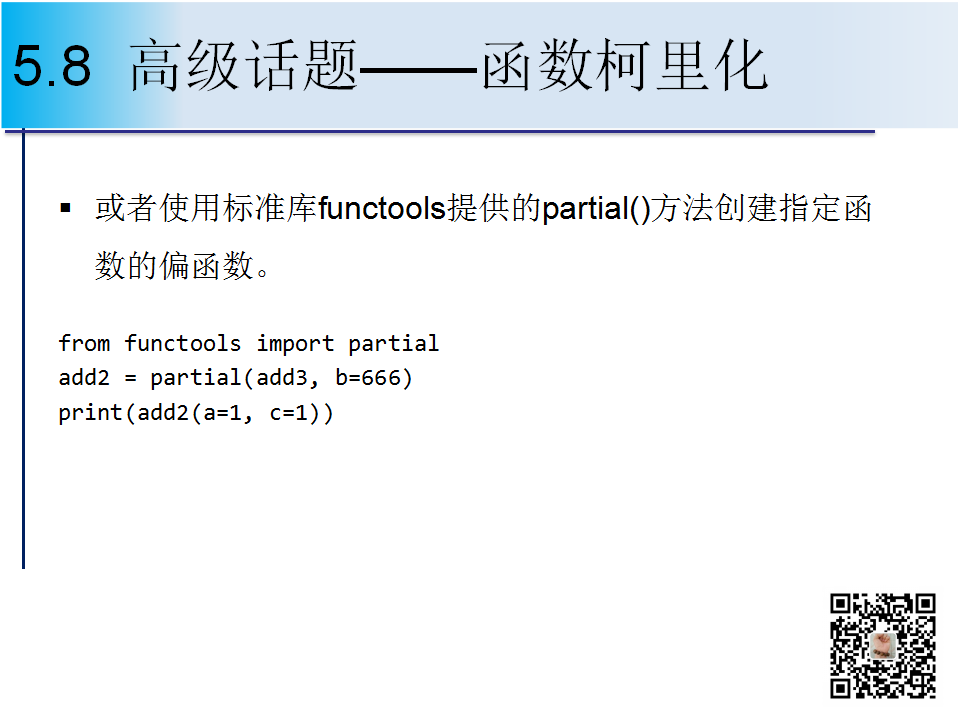 5.8 高级话题——函数柯里化
▪ 或者使用标准库functools提供的partial()方法创建指定函
数的偏函数。
from functools import partial
add2 = partial(add3, b=666)
print(add2(a=1, c=1))